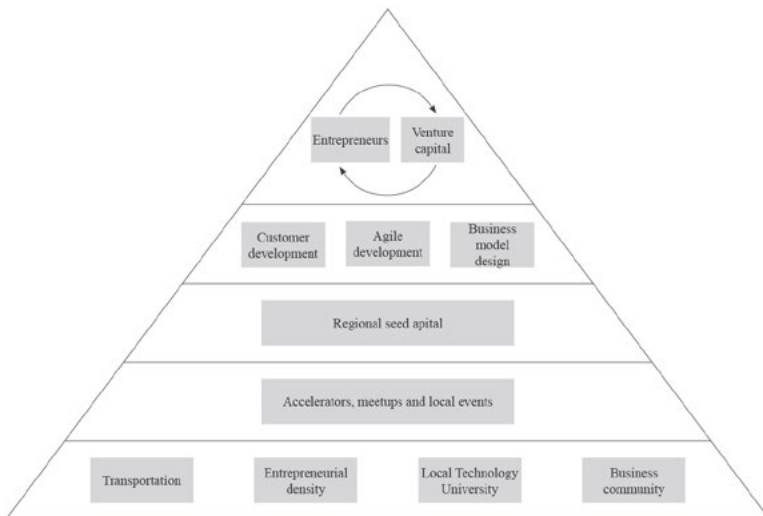 Entrepreneurs
Venture
capital
Customer
development
Agile
development
Business
model
design
Regional seed apital
Accelerators, meetups and local events
Transportation
Entrepreneurial
density
Local Technology
University
Business
community